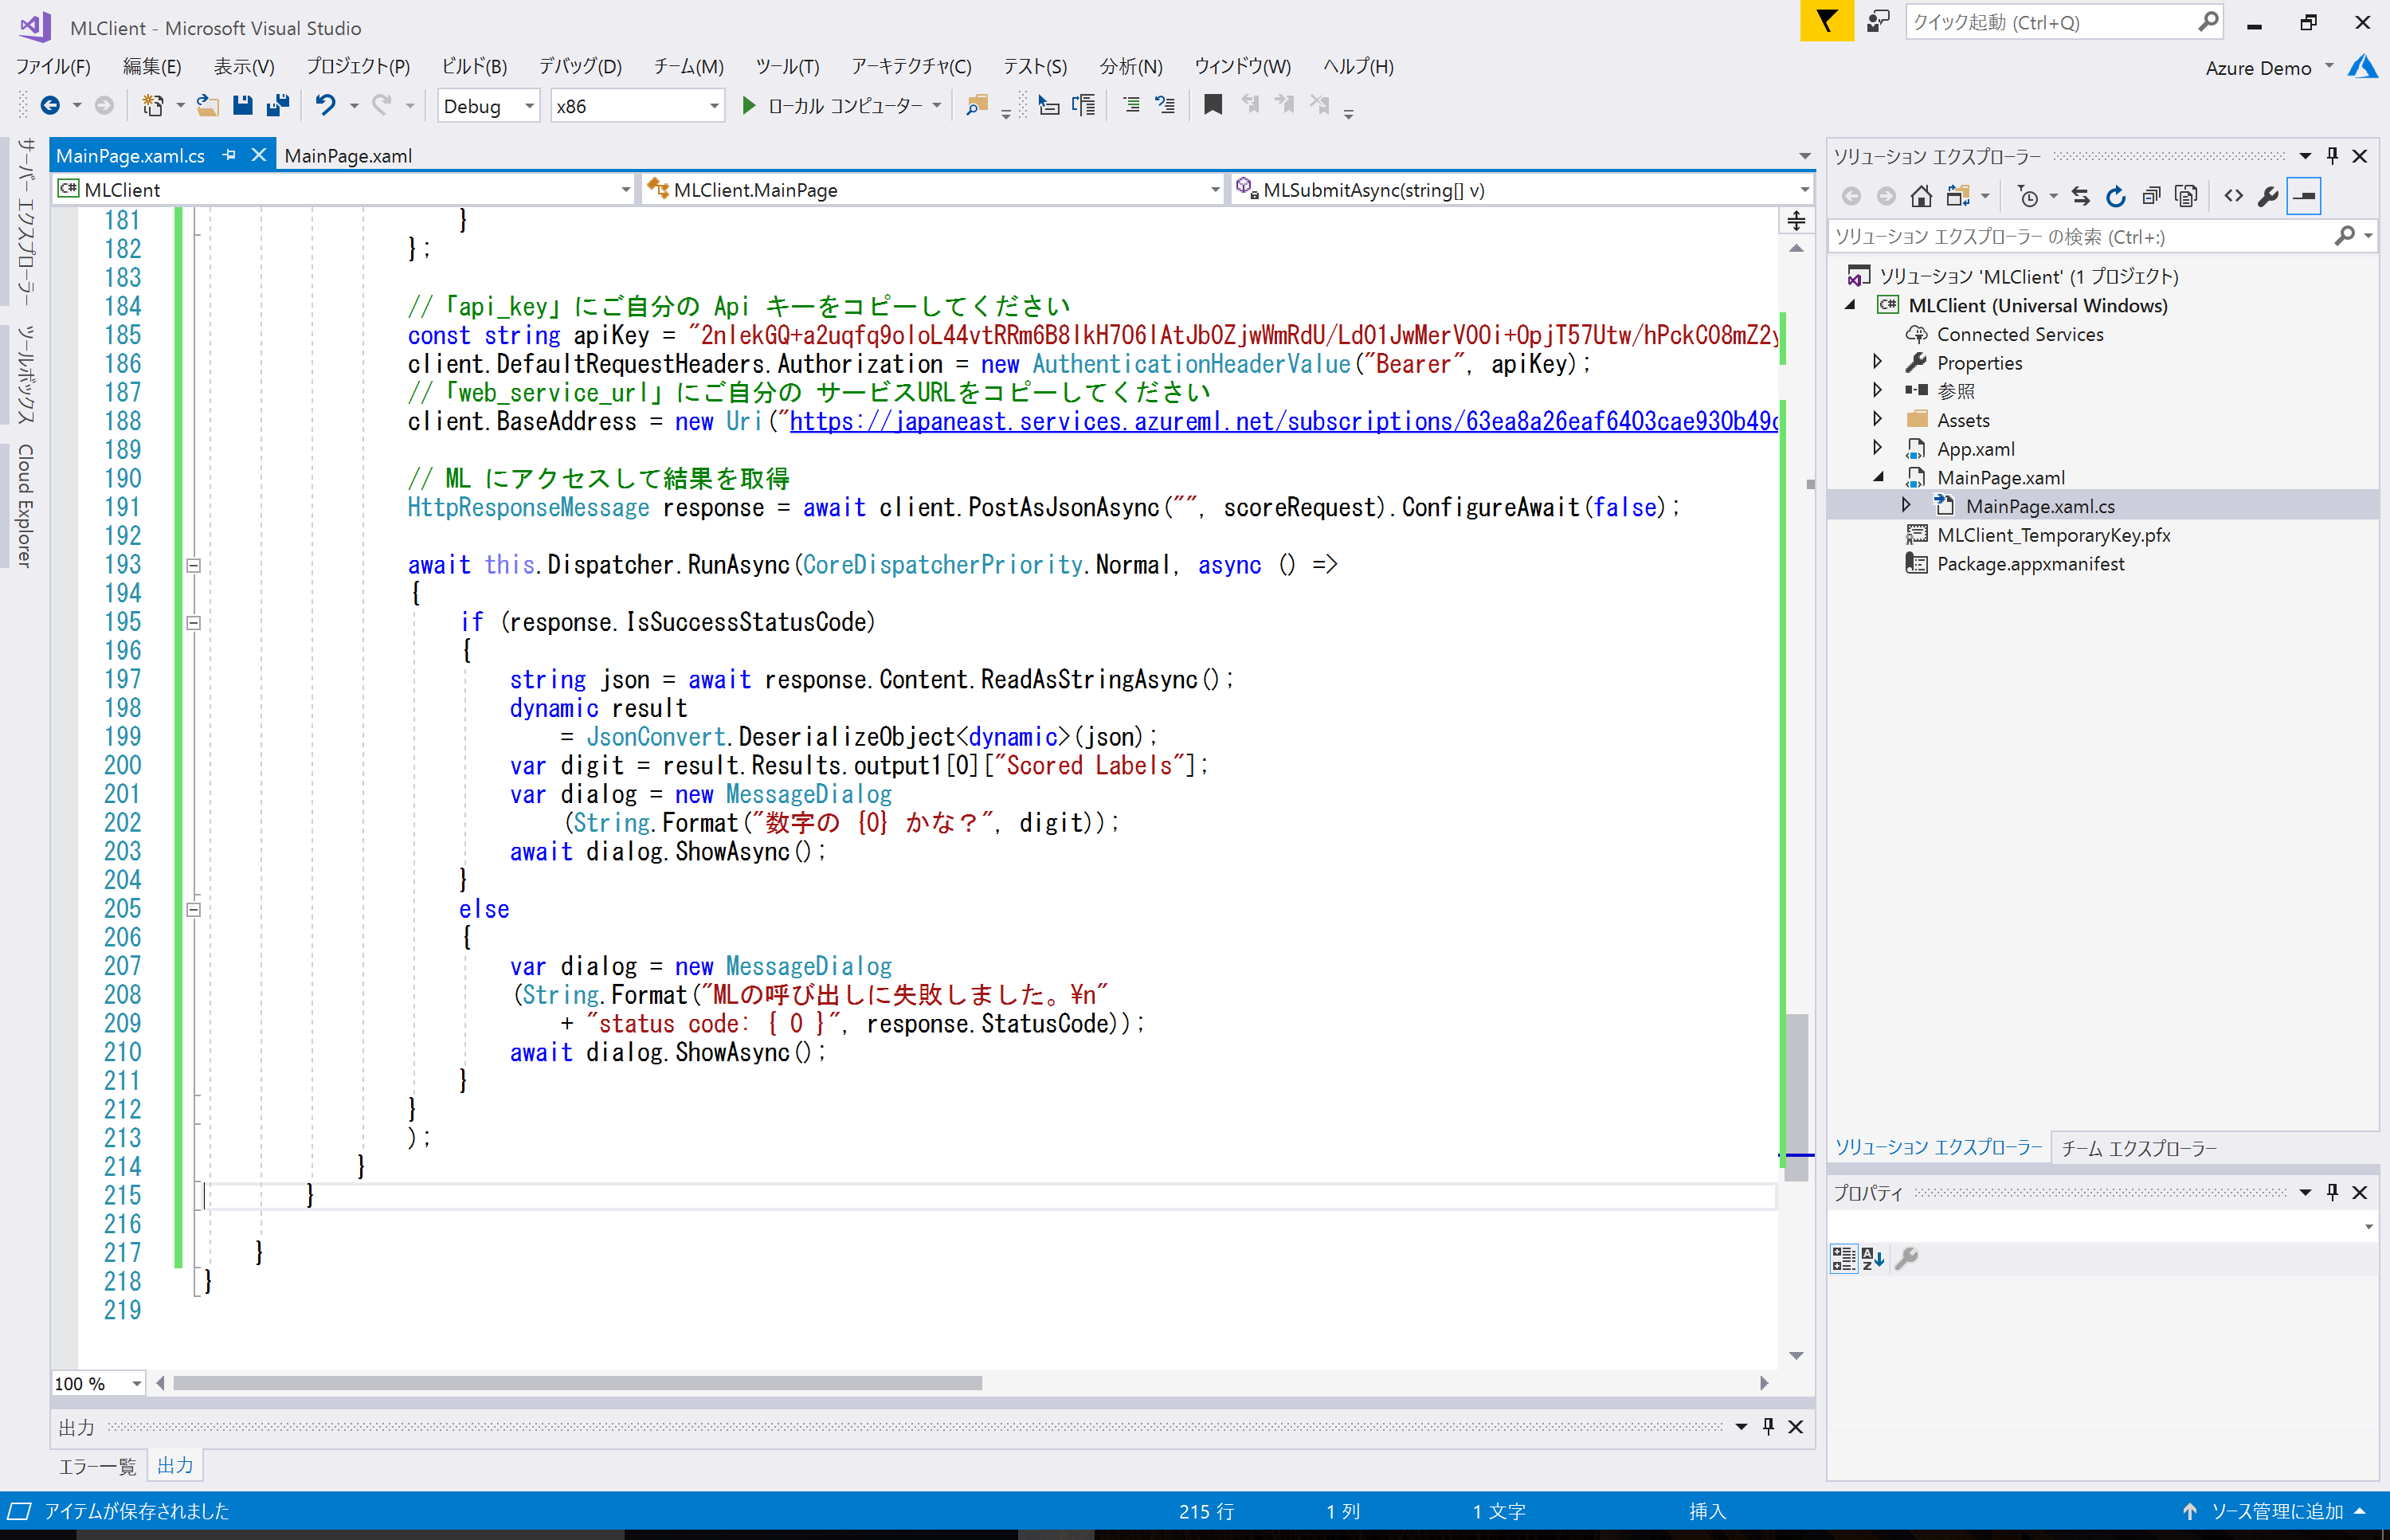 MLClient - Microsoft Visual Studio
クイック起動 (Ctrl+Q)
ファイル(F) 編集(E) 表示(V) プロジェクト(P) ビルド(B) デバッグ(D) チーム(M) ツール(T) アーキテクチャ(C) テスト(S) 分析(N) ウィンドウ(W) ヘルプ(H)
Azure Demo
Debug x86 ローカル コンピューター
サーバー エクスプローラー
ツールボックス
Cloud Explorer
MainPage.xaml.cs MainPage.xaml
MLClient MLClient.MainPage MLSubmitAsync(string[] v)
181 }
182 };
183
184 //「api_key」にご自分の Api キーをコピーしてください
185 const string apiKey =
186 client.DefaultRequestHeaders.Authorization = new AuthenticationHeaderValue("Bearer", apiKey);
187 //「web_service_url」にご自分の サービスURLをコピーしてください
188 client.BaseAddress = new Uri("https://japaneast.services.azureml.net/subscriptions/63ea8a26eaf6403cae930b49
189
190 // ML にアクセスして結果を取得
191 HttpResponseMessage response = await client.PostAsJsonAsync("", scoreRequest).ConfigureAwait(false);
192
193 await this.Dispatcher.RunAsync(CoreDispatcherPriority.Normal, async () =>
194 {
195 if (response.IsSuccessStatusCode)
196 {
197 string json = await response.Content.ReadAsStringAsync();
198 dynamic result
199 = JsonConvert.DeserializeObject<dynamic>(json);
200 var digit = result.Results.output1[0]["Scored Labels"];
201 var dialog = new MessageDialog
202 (String.Format("数字の {0} かな？", digit));
203 await dialog.ShowAsync();
204 }
205 else
206 {
207 var dialog = new MessageDialog
208 (String.Format("MLの呼び出しに失敗しました。¥n"
209 + "status code: { 0 }", response.StatusCode));
210 await dialog.ShowAsync();
211 }
212 }
213 );
214 }
215 }
216
217 }
218 }
219
100 %
出力
エラー一覧 出力
ソリューション エクスプローラー
ソリューション エクスプローラー の検索 (Ctrl+:)
ソリューション 'MLClient' (1 プロジェクト)
C# MLClient (Universal Windows)
Connected Services
Properties
参照
Assets
App.xaml
MainPage.xaml
MainPage.xaml.cs
MLClient_TemporaryKey.pfx
Package.appxmanifest
ソリューション エクスプローラー チーム エクスプローラー
プロパティ
アイテムが保存されました 215 行 1 列 1 文字 挿入 ソース管理に追加